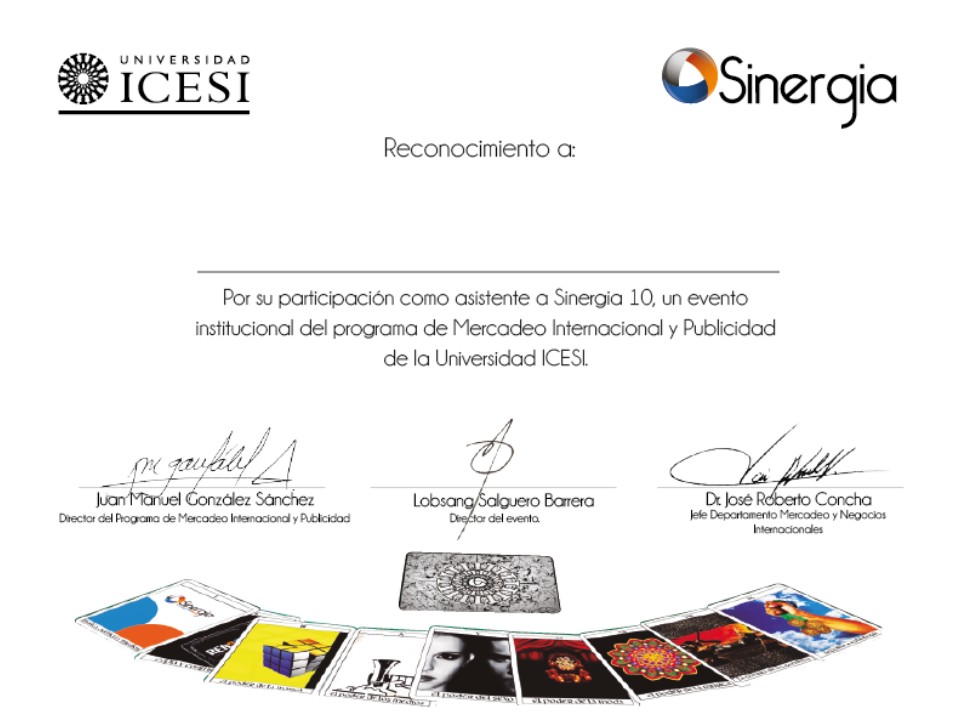 UNIVERSIDAD
ICESI
Sinergia
Reconocimiento a:
Por su participación como asistente a Sinergia 10, un evento
institucional del programa de Mercadeo Internacional y Publicidad
de la Universidad ICESI.
Juan Manuel González Sánchez
Director del Programa de Mercadeo Internacional y Publicidad
Lobsang Salguero Barrera
Director del evento.
Dr. José Roberto Concha
Jefe Departamento Mercadeo y Negocios
Internacionales
Sinergia
el poder de la musica
el poder de los medios
el poder del estilo
el poder de la moda